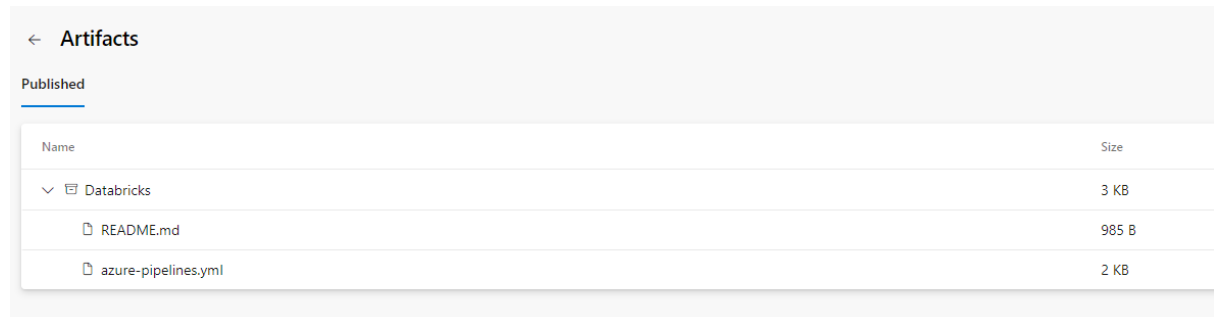 Artifacts
Published
Name Size
Databricks 3 KB
README.md 985 B
azure-pipelines.yml 2 KB